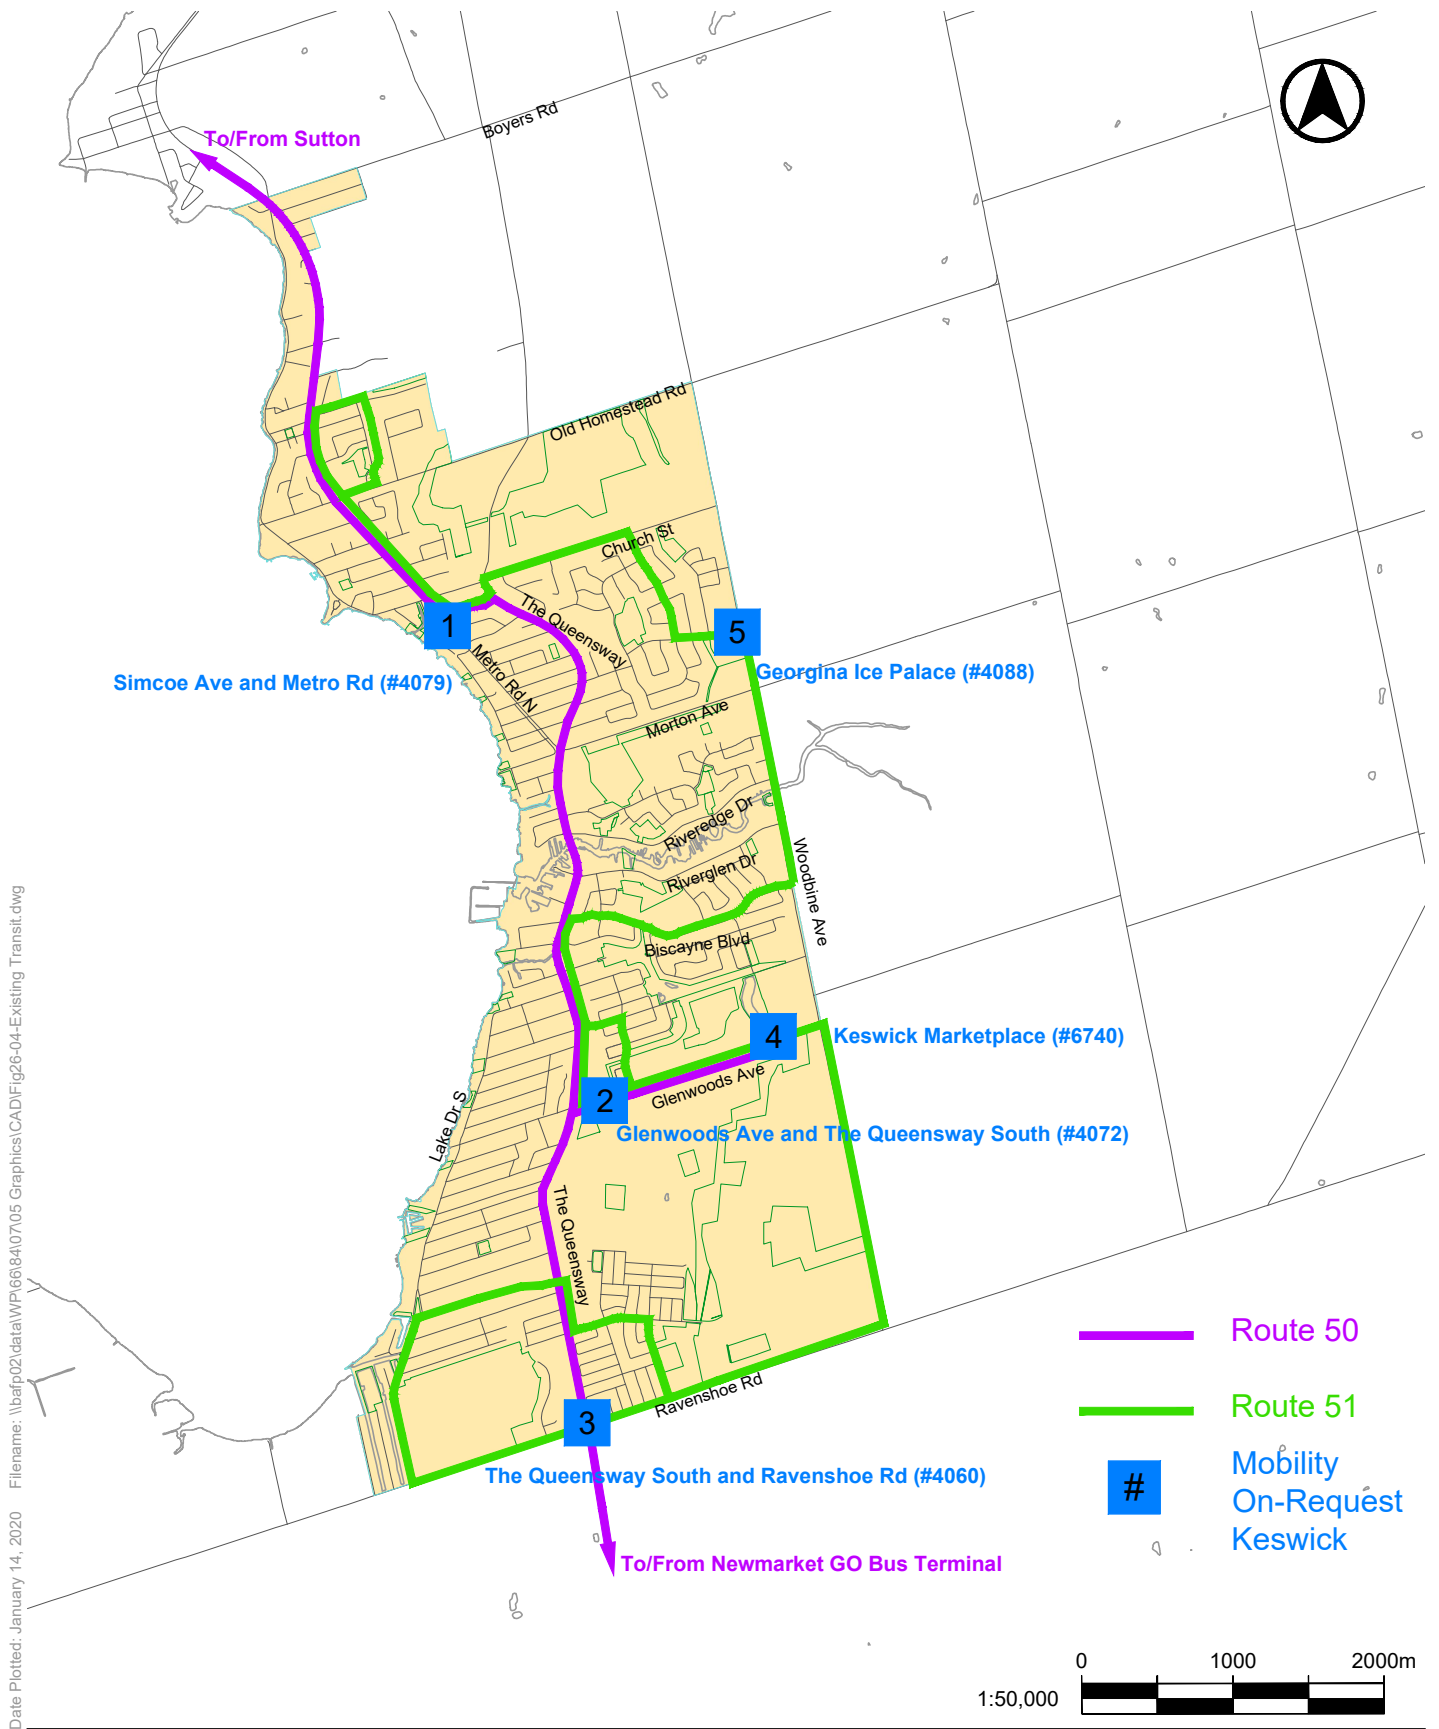 Boyers Rd
To/From Sutton
Old Homestead Rd
Church St
The Queensway
1
5
Metro Rd N
Georgina Ice Palace (#4088)
Simcoe Ave and Metro Rd (#4079)
Morton Ave
Riveredge Dr
Riverglen Dr
Woodbine Ave
Biscayne Blvd
4
Keswick Marketplace (#6740)
Glenwoods Ave
2
Lake Dr S
Glenwoods Ave and The Queensway South (#4072)
The Queensway
Route 50
Route 51
Ravenshoe Rd
3
The Queensway South and Ravenshoe Rd (#4060)
#
Mobility
On-Request
Keswick
To/From Newmarket GO Bus Terminal
0 1000 2000m
1:50,000
Date Plotted: January 14, 2020 Filename: \\bafp02\data\WP\66\84\07\05 Graphics\CAD\Fig26-04-Existing Transit.dwg